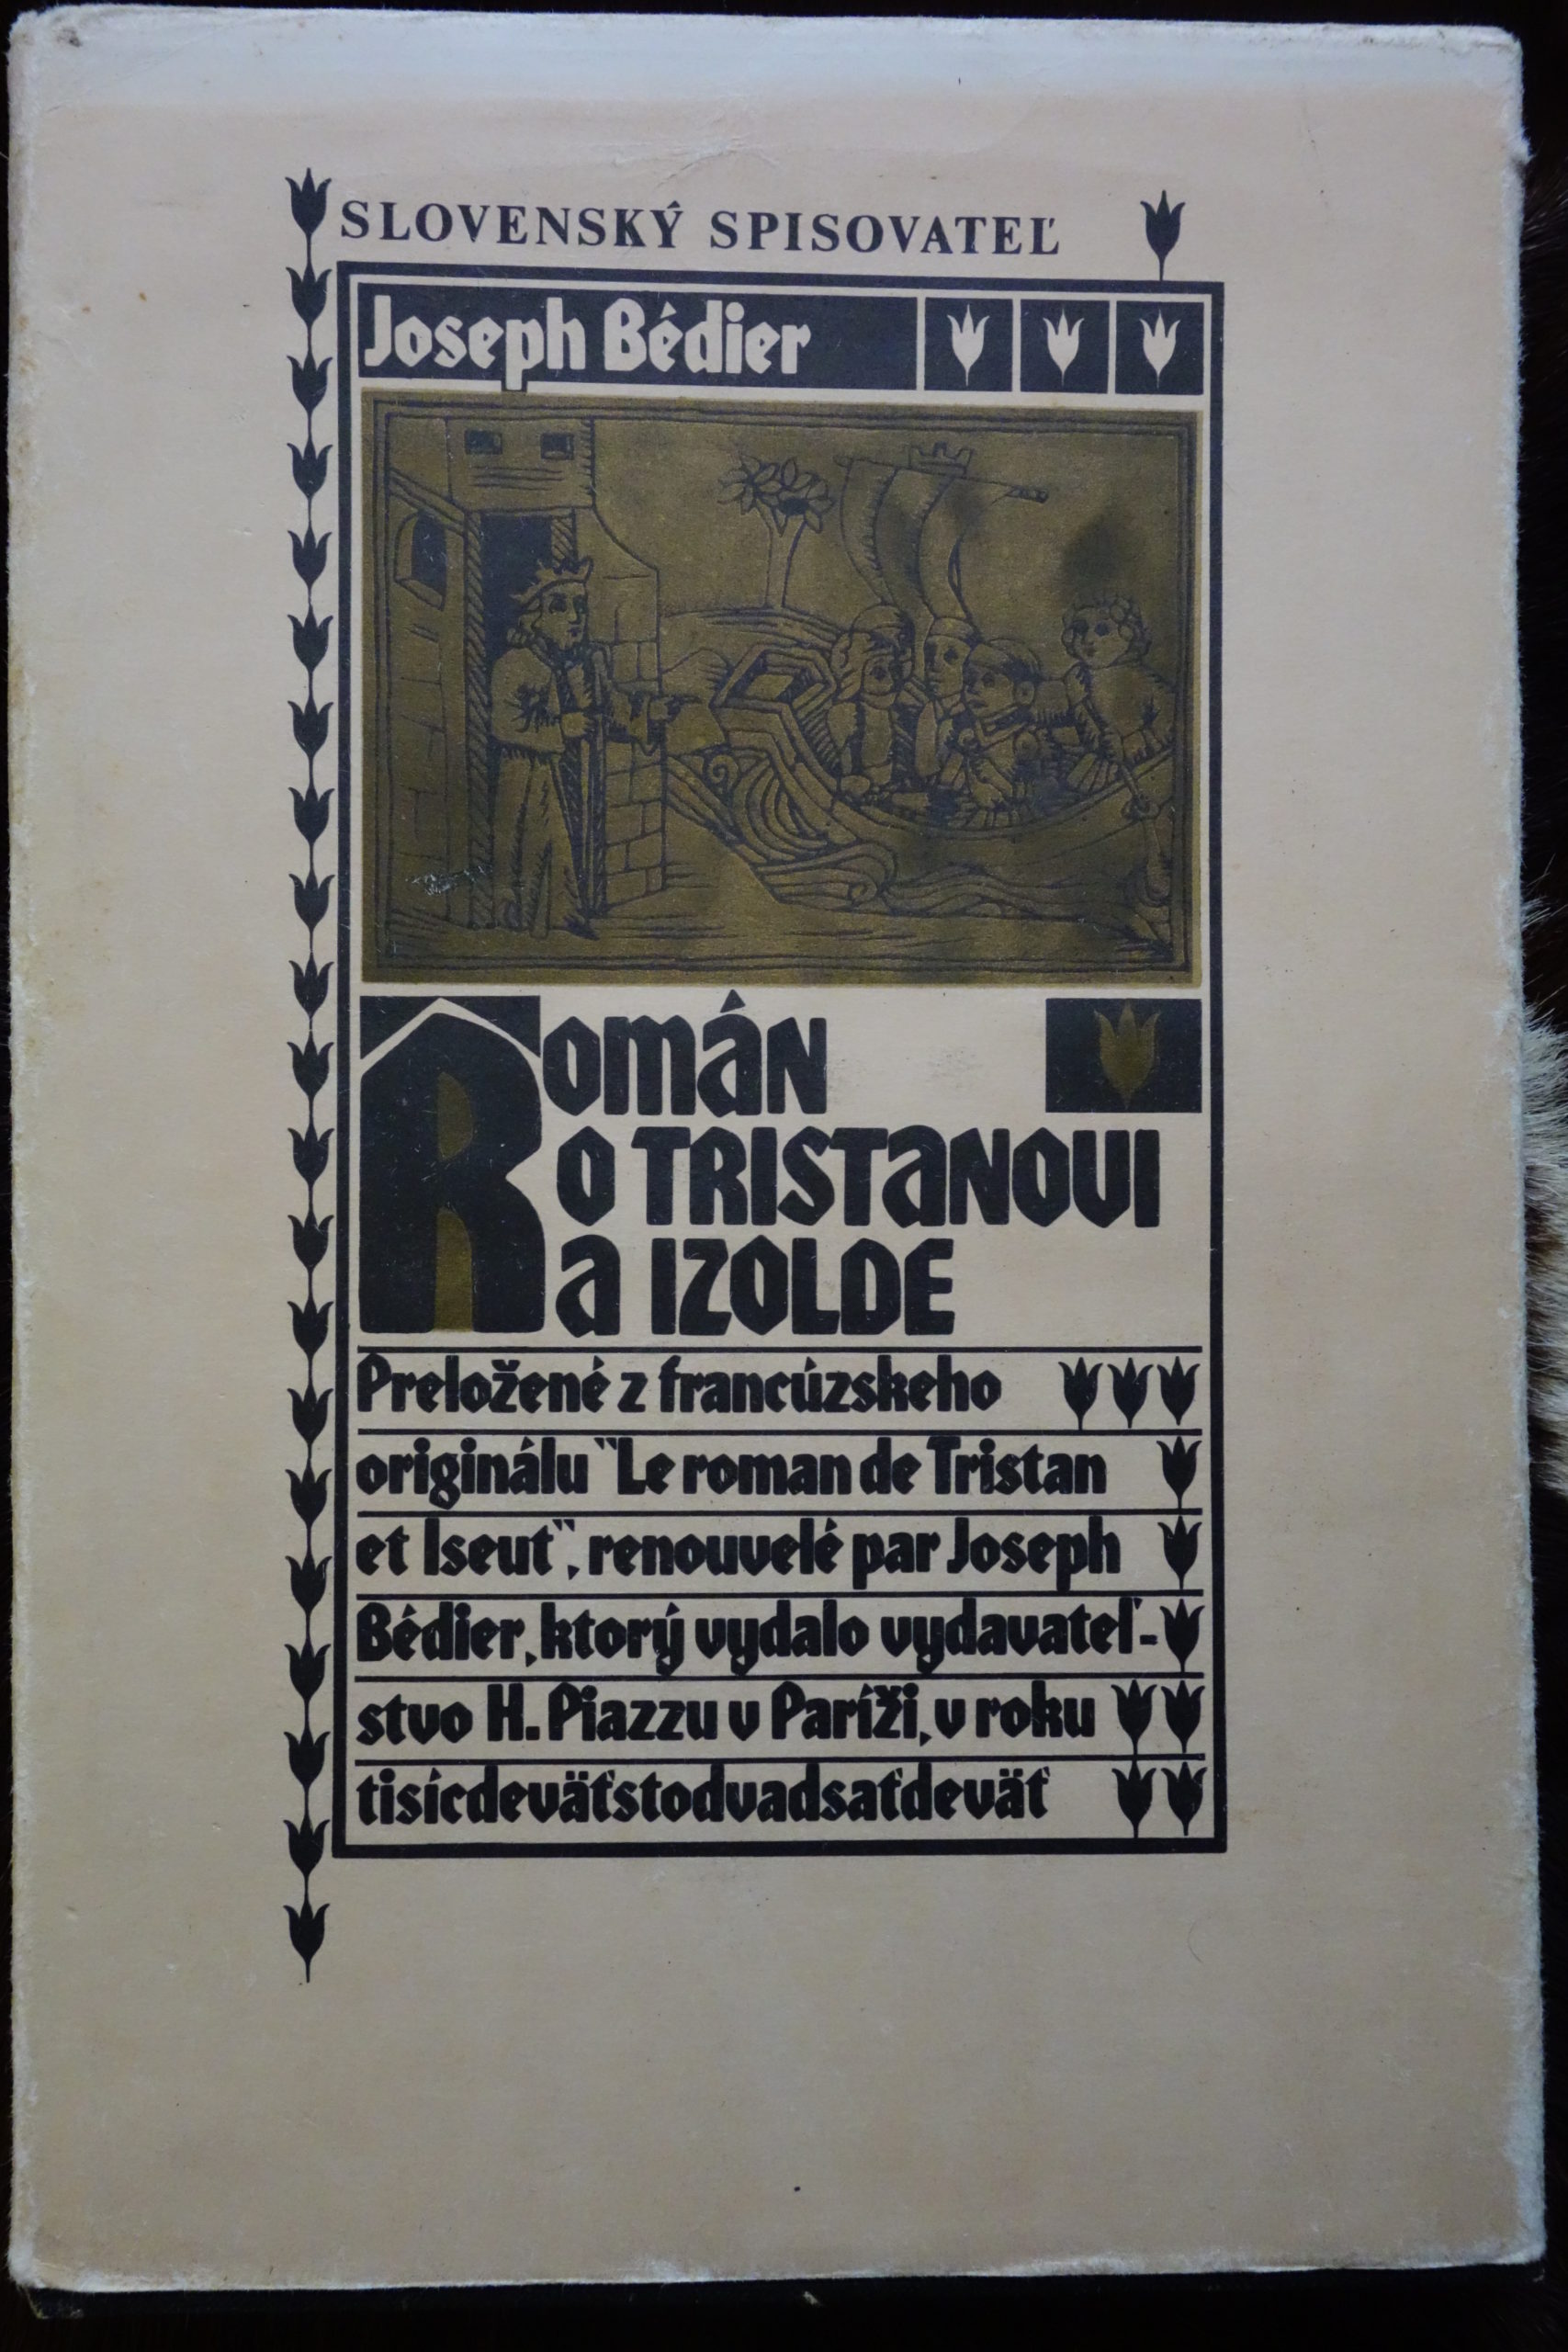 SLOVENSKÝ SPISOVATEĽ
Joseph Bédier
Román
o TRISTaNOVI
a IZOLDE
Preložené z francúzskeho
originálu "Le roman de Tristan
et Iseut", renouvelé par Joseph
Bédier, ktorý vydalo vydavateľ-
stvo H. Piazzu v Paríži, v roku
tisícdeväťstodvadsaťdeväť